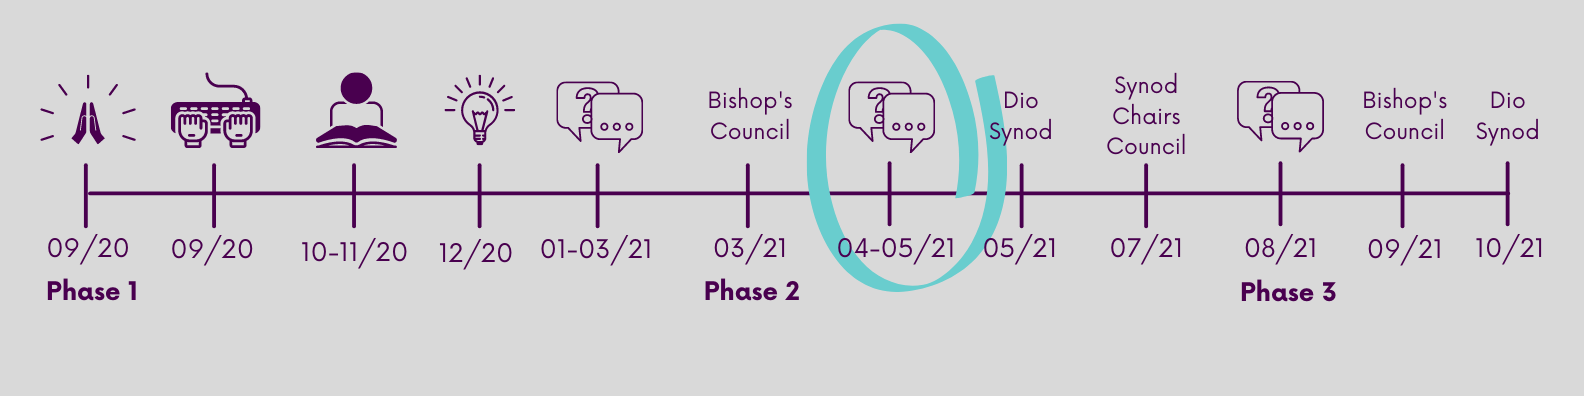 Bishop's
Council
Dio
Synod
Synod
Chairs
Council
Bishop's
Council
Dio
Synod
?
?
?
09/20
09/20
10-11/20
12/20
01-03/21
03/21
04-05/21
05/21
07/21
08/21
09/21
10/21
Phase 1
Phase 2
Phase 3